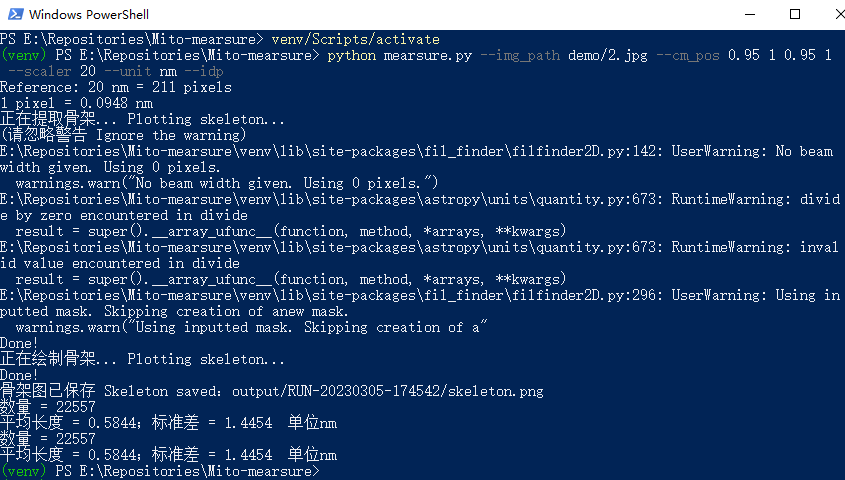 Windows PowerShell
PS E:\Repositories\Mito-mearsure> venv/Scripts/activate
(venv) PS E:\Repositories\Mito-mearsure> python mearsure.py --img_path demo/2.jpg --cm_pos 0.95 1 0.95 1
--scaler 20 --unit nm --idp
Reference: 20 nm = 211 pixels
1 pixel = 0.0948 nm
正在提取骨架... Plotting skeleton...
(请忽略警告 Ignore the warning)
E:\Repositories\Mito-mearsure\venv\lib\site-packages\fil_finder\filfinder2D.py:142: UserWarning: No beam
width given. Using 0 pixels.
warnings.warn("No beam width given. Using 0 pixels.")
E:\Repositories\Mito-mearsure\venv\lib\site-packages\astropy\units\quantity.py:673: RuntimeWarning: divid
e by zero encountered in divide
result = super().__array_ufunc__(function, method, *arrays, **kwargs)
E:\Repositories\Mito-mearsure\venv\lib\site-packages\astropy\units\quantity.py:673: RuntimeWarning: inval
id value encountered in divide
result = super().__array_ufunc__(function, method, *arrays, **kwargs)
E:\Repositories\Mito-mearsure\venv\lib\site-packages\fil_finder\filfinder2D.py:296: UserWarning: Using in
putted mask. Skipping creation of anew mask.
warnings.warn("Using inputted mask. Skipping creation of a"
Done!
正在绘制骨架... Plotting skeleton...
Done!
骨架图已保存 Skeleton saved: output/RUN-20230305-174542/skeleton.png
数量 = 22557
平均长度 = 0.5844; 标准差 = 1.4454 单位nm
数量 = 22557
平均长度 = 0.5844; 标准差 = 1.4454 单位nm
(venv) PS E:\Repositories\Mito-mearsure>